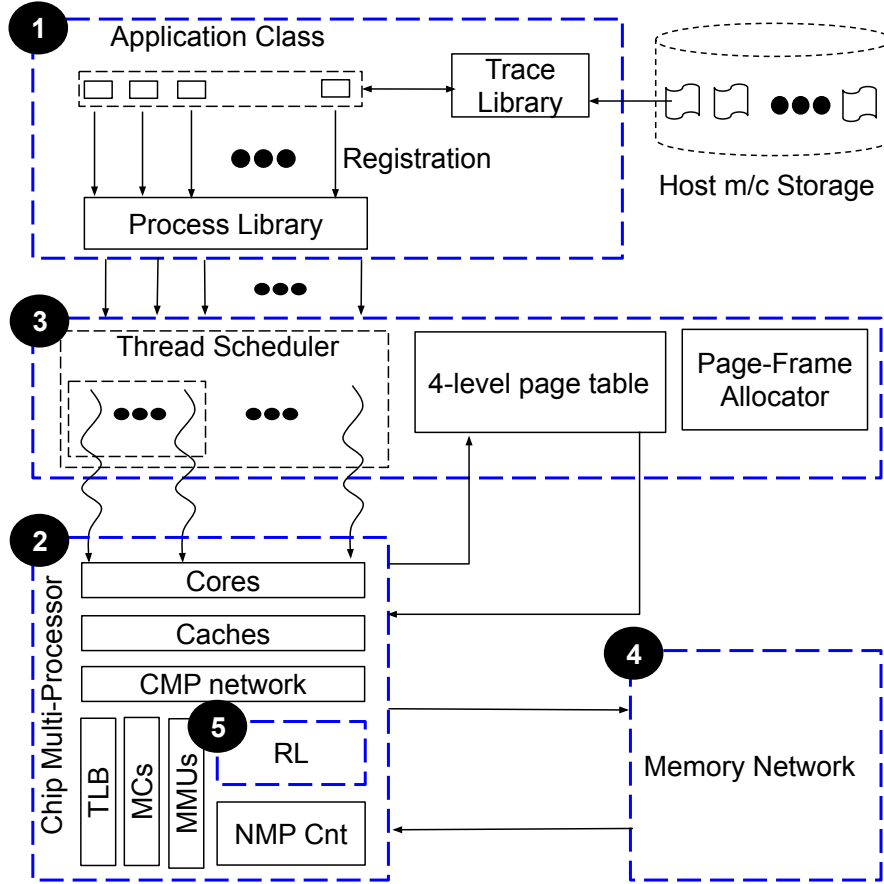 1
Application Class
Trace
Library
Registration
Host m/c Storage
Process Library
3
Thread Scheduler
4-level page table
Page-Frame
Allocator
2
Chip Multi-Processor
Cores
Caches
CMP network
4
5
TLB
MCs
MMUs
RL
NMP Cnt
Memory Network